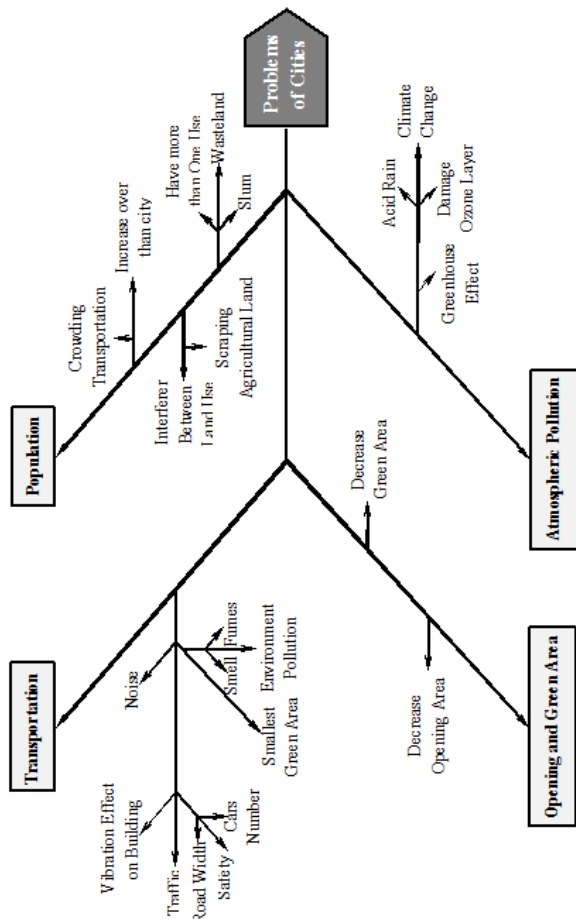 Problems
of Cities
Population
Crowding
Transportation
Increase over
than city
Have more
than One Use
Wasteland
Slum
Interferer
Between
Land Use
Scraping
Agricultural Land
Transportation
Noise
Smell
Fumes
Environment
Pollution
Smallest
Green Area
Vibration Effect
on Building
Traffic
Road Width
Safety
Cars
Number
Atmospheric Pollution
Greenhouse
Effect
Acid Rain
Damage
Ozone Layer
Climate
Change
Opening and Green Area
Decrease
Green Area
Decrease
Opening Area